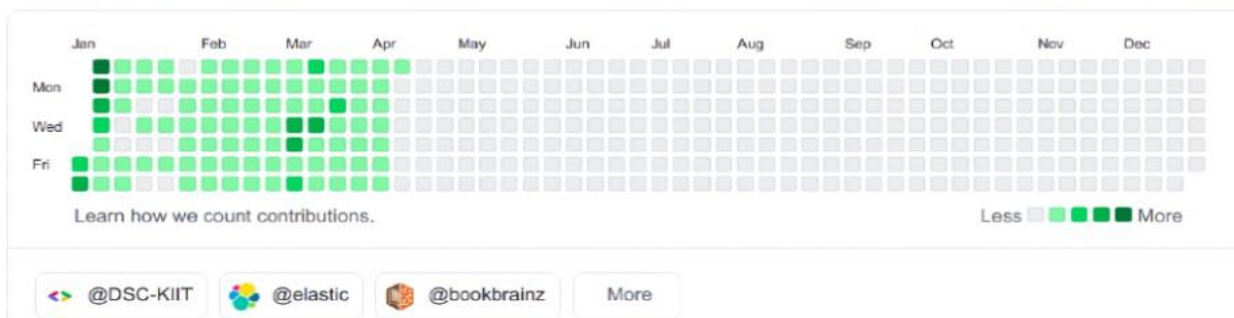 Jan Feb Mar Apr May Jun Jul Aug Sep Oct Nov Dec
Mon
Wed
Fri
Learn how we count contributions.
Less More
@DSC-KIIT @elastic @bookbrainz More